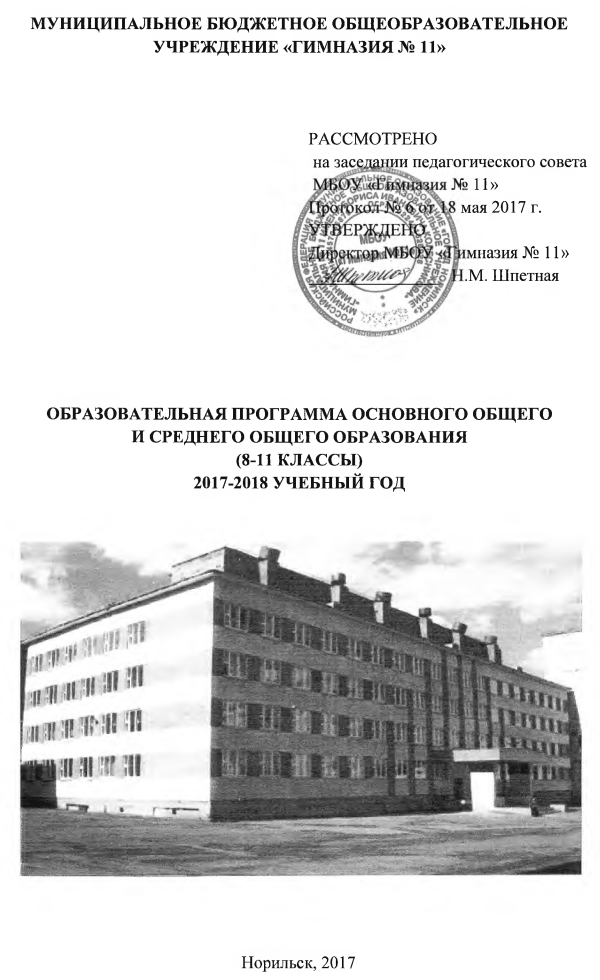 МУНИЦИПАЛЬНОЕ БЮДЖЕТНОЕ ОБЩЕОБРАЗОВАТЕЛЬНОЕ
УЧРЕЖДЕНИЕ «ГИМНАЗИЯ № 11»
РАССМОТРЕНО
на заседании педагогического совета
МБОУ «Гимназия № 11»
Протокол № 6 от 18 мая 2017 г.
УТВЕРЖДЕНО
Директор МБОУ «Гимназия № 11»
Н.М. Шпетная
ОБРАЗОВАТЕЛЬНАЯ ПРОГРАММА ОСНОВНОГО ОБЩЕГО
И СРЕДНЕГО ОБЩЕГО ОБРАЗОВАНИЯ
(8-11 КЛАССЫ)
2017-2018 УЧЕБНЫЙ ГОД
Норильск, 2017